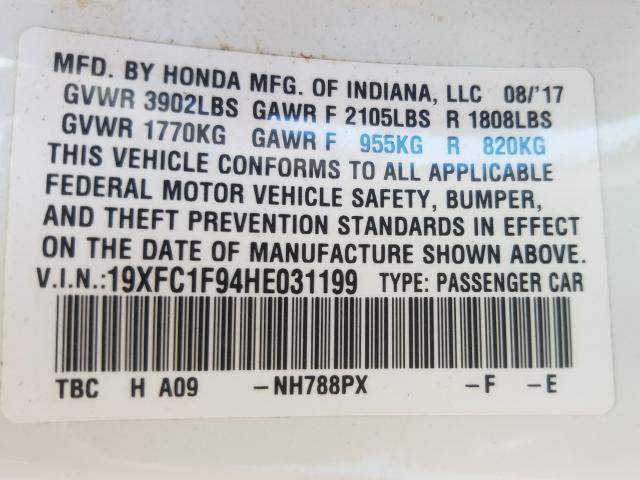 MFD. BY HONDA MFG. OF INDIANA, LLC 08/'17
GVWR 3902LBS GAWR F 2105LBS R 1808LBS
GVWR 1770KG GAWR F 955KG R 820KG
THIS VEHICLE CONFORMS TO ALL APPLICABLE
FEDERAL MOTOR VEHICLE SAFETY, BUMPER,
AND THEFT PREVENTION STANDARDS IN EFFECT
ON THE DATE OF MANUFACTURE SHOWN ABOVE.
V.I.N.:19XFC1F94HE031199 TYPE: PASSENGER CAR
TBC H A09 –NH788PX –F –E